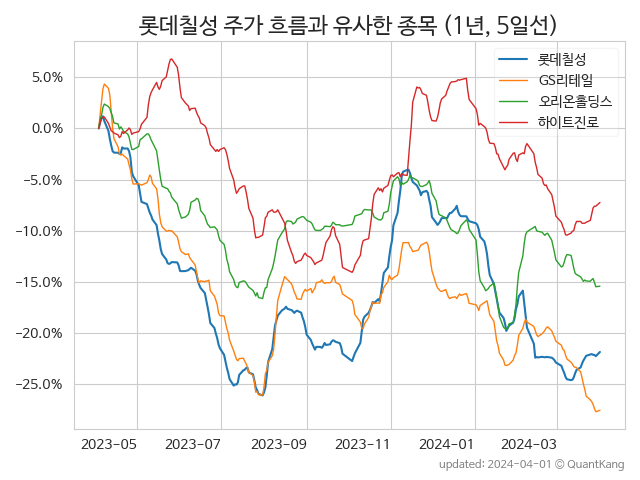 롯데칠성 주가 흐름과 유사한 종목 (1년, 5일선)
롯데칠성
GS리테일
오리온홀딩스
하이트진로
5.0%
0.0%
−5.0%
−10.0%
−15.0%
−20.0%
−25.0%
2023-05 2023-07 2023-09 2023-11 2024-01 2024-03
updated: 2024-04-01 © QuantKang